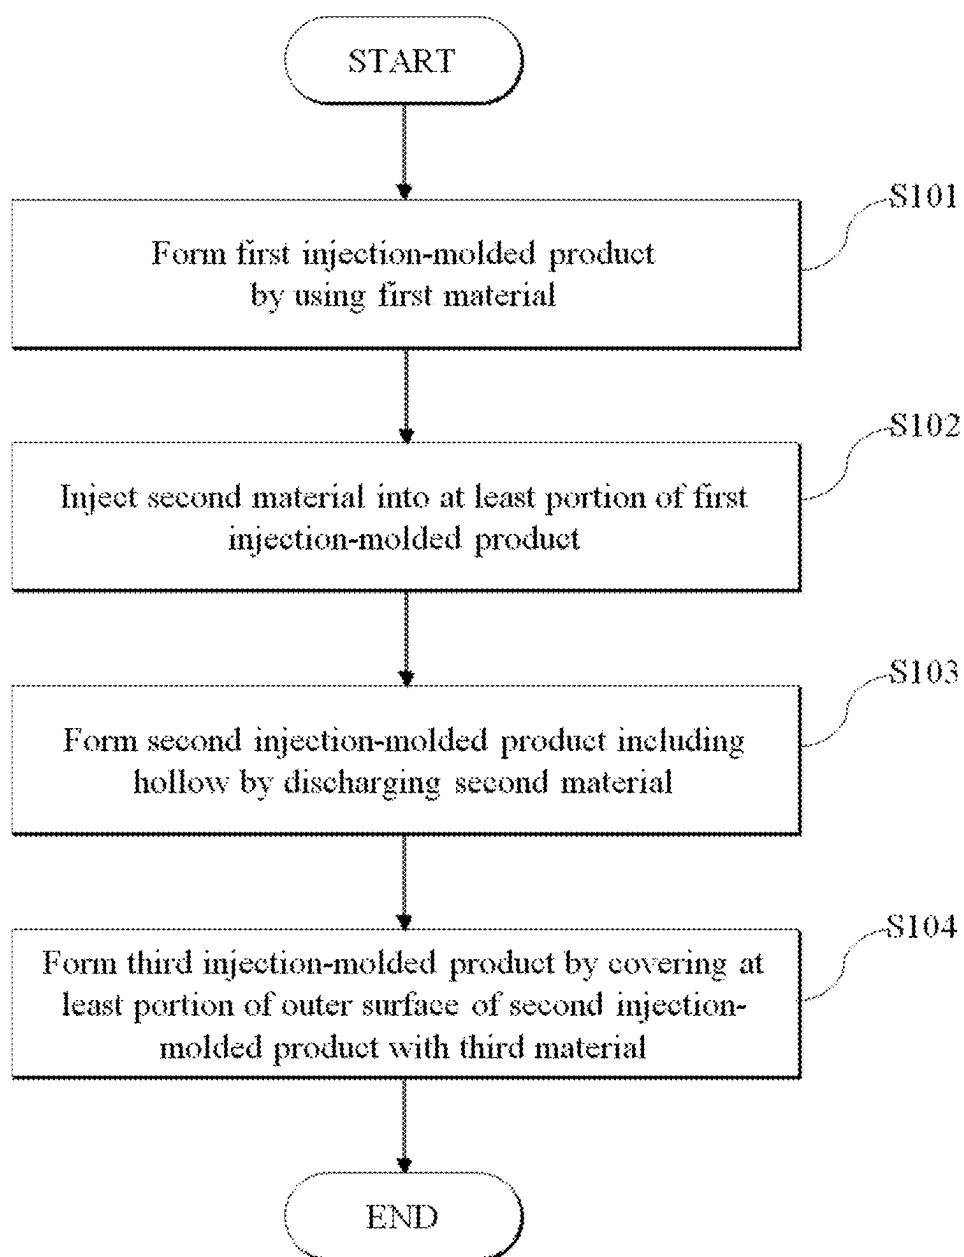 START
S101
Form first injection-molded product
by using first material
S102
Inject second material into at least portion of first
injection-molded product
S103
Form second injection-molded product including
hollow by discharging second material
S104
Form third injection-molded product by covering at
least portion of outer surface of second injection-
molded product with third material
END